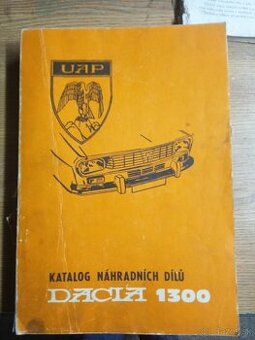 UAP
KATALOG NÁHRADNÍCH DÍLŮ
DACIA 1300